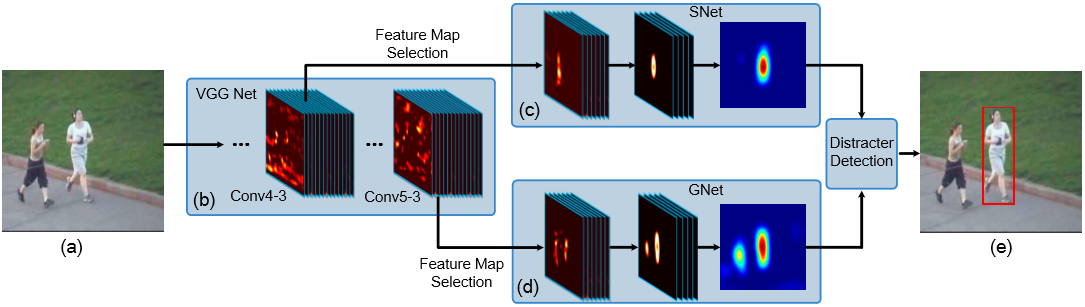 SNet
Feature Map
Selection
VGG Net
(c)
...
...
Distracter
Detection
Conv4-3
Conv5-3
(b)
GNet
(a)
(e)
Feature Map
Selection
(d)